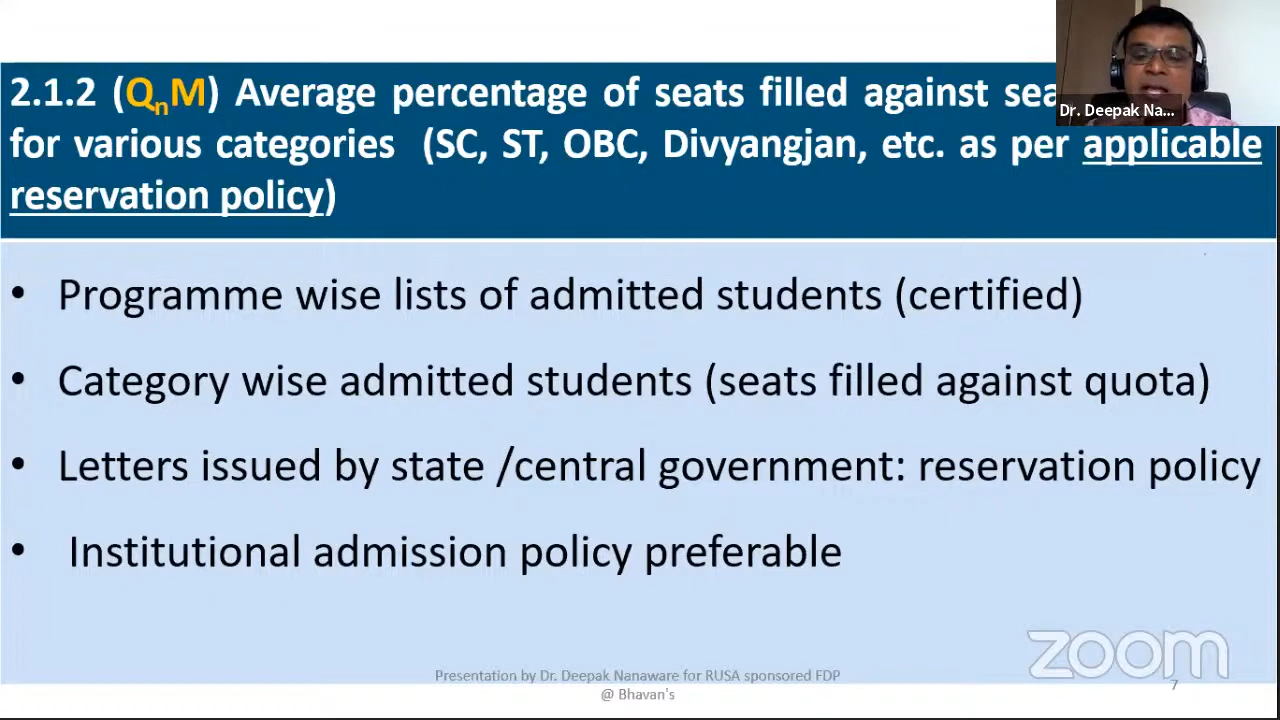 2.1.2 (QnM) Average percentage of seats filled against sea
Dr. Deepak Na...
for various categories (SC, ST, OBC, Divyangjan, etc. as per applicable
reservation policy)
• Programme wise lists of admitted students (certified)
• Category wise admitted students (seats filled against quota)
• Letters issued by state /central government: reservation policy
• Institutional admission policy preferable
zoom
Presentation by Dr. Deepak Nanaware for RUSA sponsored FDP
@ Bhavan's
7